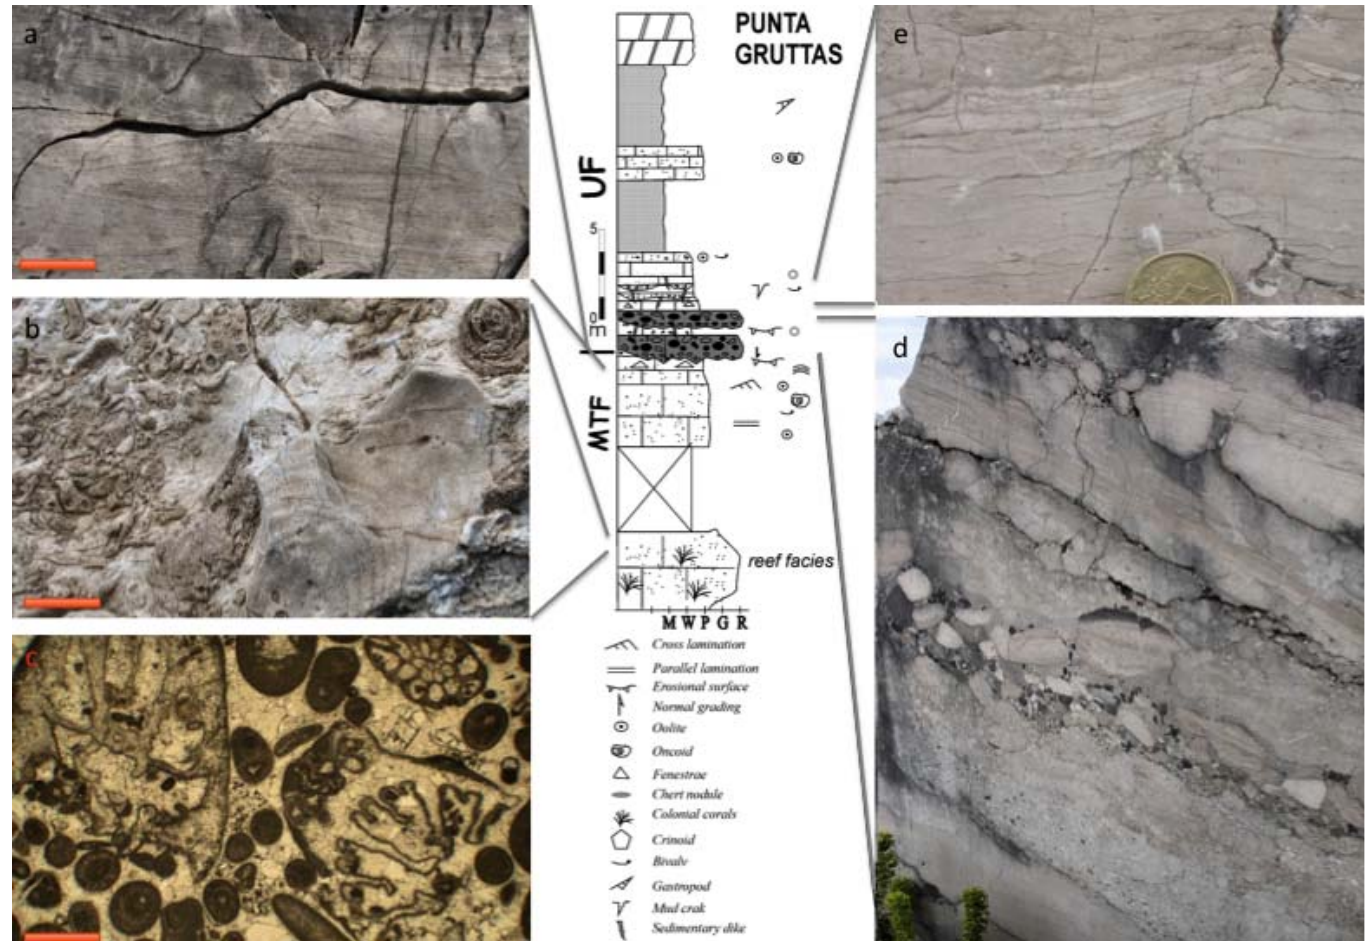 a
PUNTA
GRUTTAS
e
UF
5
0
m
b
d
MTF
reef facies
c
M W P G R
Cross lamination
Parallel lamination
Erosional surface
Normal grading
Oolite
Oncoid
Fenestrae
Chert nodule
Colonial corals
Crinoid
Bivalv
Gastropod
Mud crak
Sedimentary dike